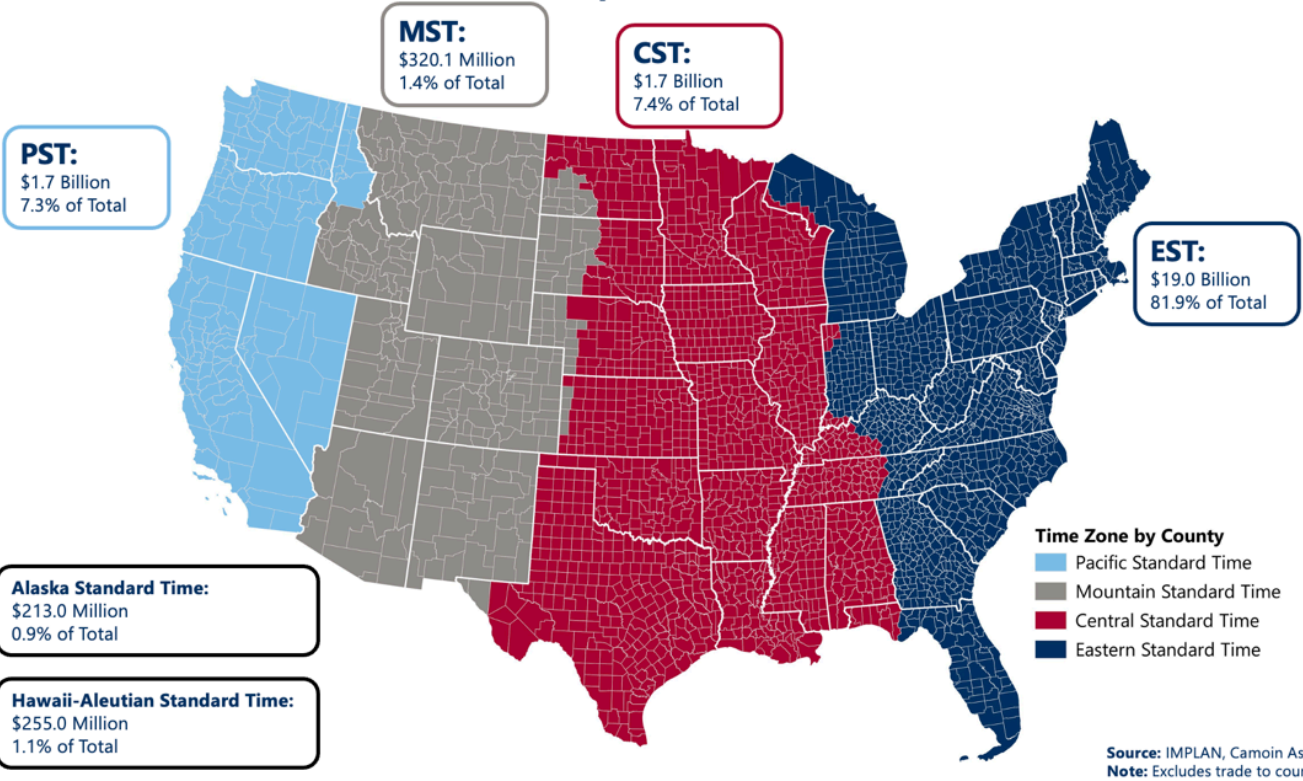 MST:
$320.1 Million
1.4% of Total
CST:
$1.7 Billion
7.4% of Total
PST:
$1.7 Billion
7.3% of Total
EST:
$19.0 Billion
81.9% of Total
Time Zone by County
Pacific Standard Time
Mountain Standard Time
Central Standard Time
Eastern Standard Time
Alaska Standard Time:
$213.0 Million
0.9% of Total
Hawaii-Aleutian Standard Time:
$255.0 Million
1.1% of Total
Source: IMPLAN, Camoin As
Note: Excludes trade to cour